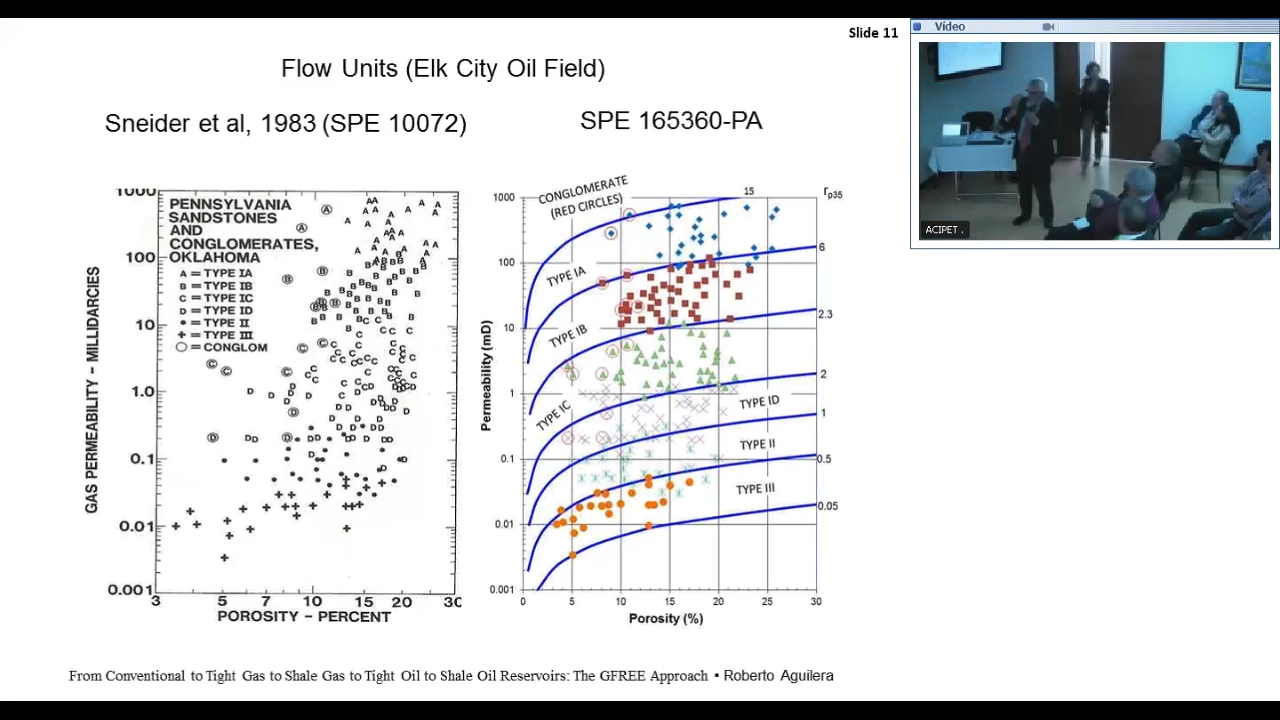 Slide 11
Vídeo
ACIPET .
Flow Units (Elk City Oil Field)
Sneider et al, 1983 (SPE 10072)
SPE 165360-PA
GAS PERMEABILITY - MILLIDARCIES
1000
100
10
1.0
0.1
0.01
0.001
PENNSYLVANIA
SANDSTONES
AND
CONGLOMERATES,
OKLAHOMA
A = TYPE IA
B = TYPE IB
C = TYPE IC
D = TYPE ID
• = TYPE II
+ = TYPE III
○ = CONGLOM
3 5 7 10 20 30
POROSITY - PERCENT
Permeability (mD)
1000
100
10
1
0.1
0.01
0.001
CONGLOMERATE
(RED CIRCLES)
TYPE IA
TYPE IB
TYPE IC
TYPE ID
TYPE II
TYPE III
15
rp35
6
2.3
2
1
0.5
0.05
0 5 10 15 20 25 30
Porosity (%)
From Conventional to Tight Gas to Shale Gas to Tight Oil to Shale Oil Reservoirs: The GFREE Approach • Roberto Aguilera